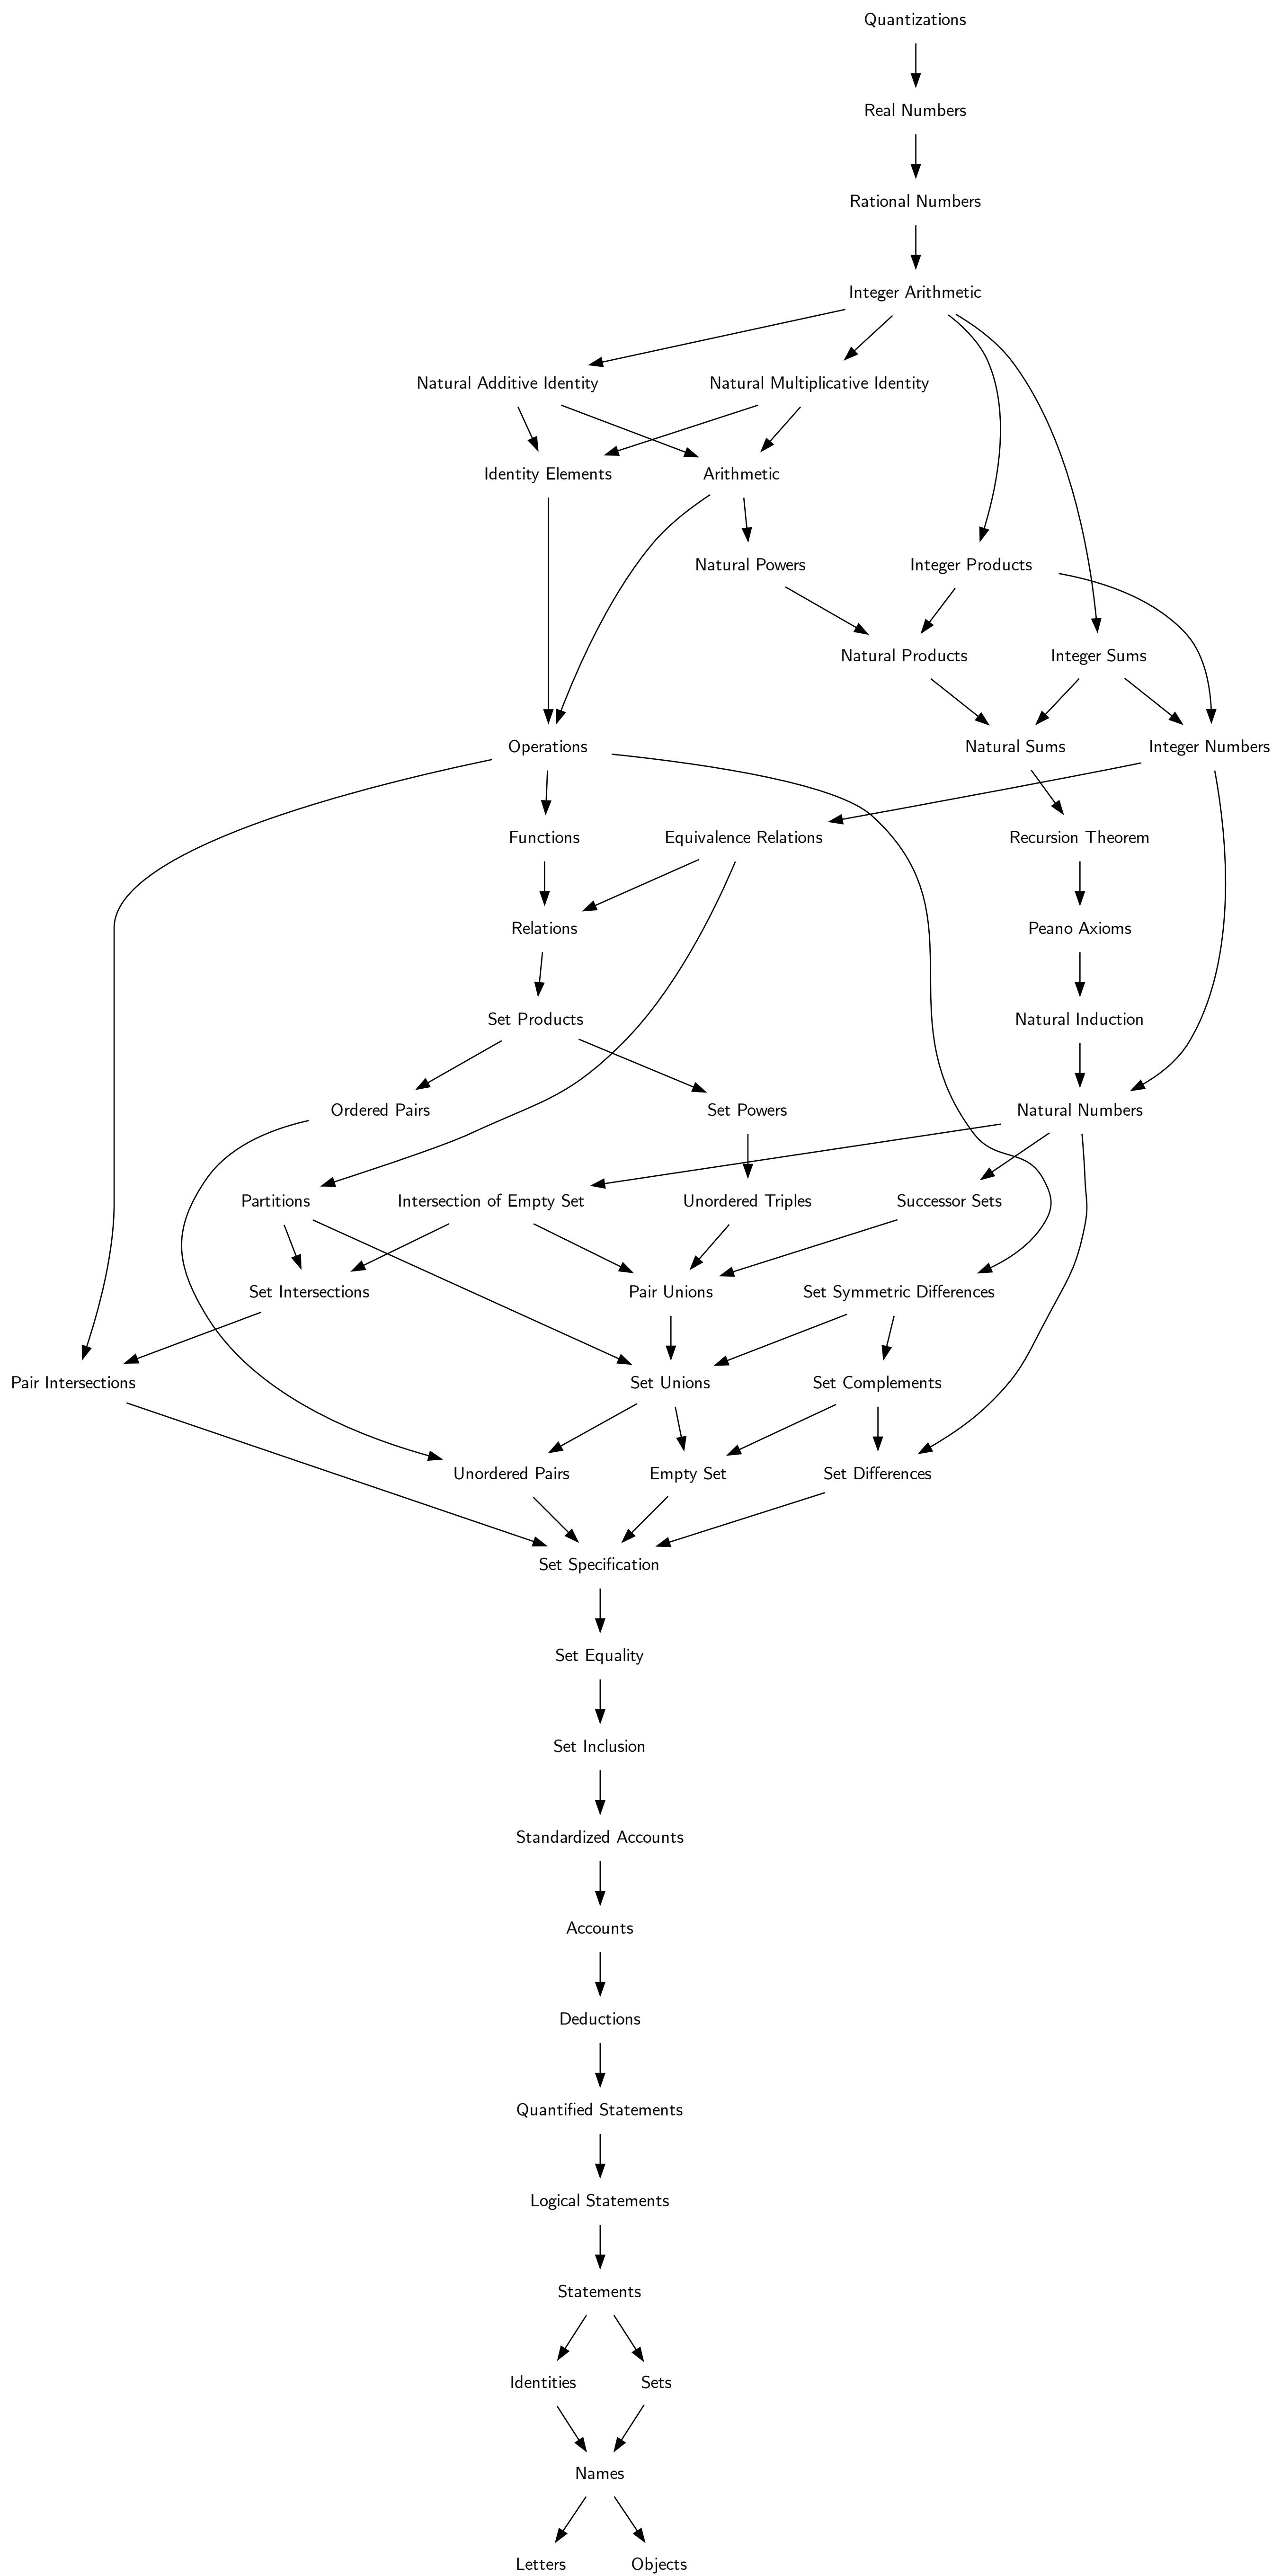 Quantizations
Real Numbers
Rational Numbers
Integer Arithmetic
Natural Additive Identity
Natural Multiplicative Identity
Identity Elements
Arithmetic
Natural Powers
Integer Products
Natural Products
Integer Sums
Operations
Natural Sums
Integer Numbers
Functions
Equivalence Relations
Recursion Theorem
Relations
Peano Axioms
Set Products
Natural Induction
Ordered Pairs
Set Powers
Natural Numbers
Partitions
Intersection of Empty Set
Unordered Triples
Successor Sets
Set Intersections
Pair Unions
Set Symmetric Differences
Pair Intersections
Set Unions
Set Complements
Unordered Pairs
Empty Set
Set Differences
Set Specification
Set Equality
Set Inclusion
Standardized Accounts
Accounts
Deductions
Quantified Statements
Logical Statements
Statements
Identities
Sets
Names
Letters
Objects